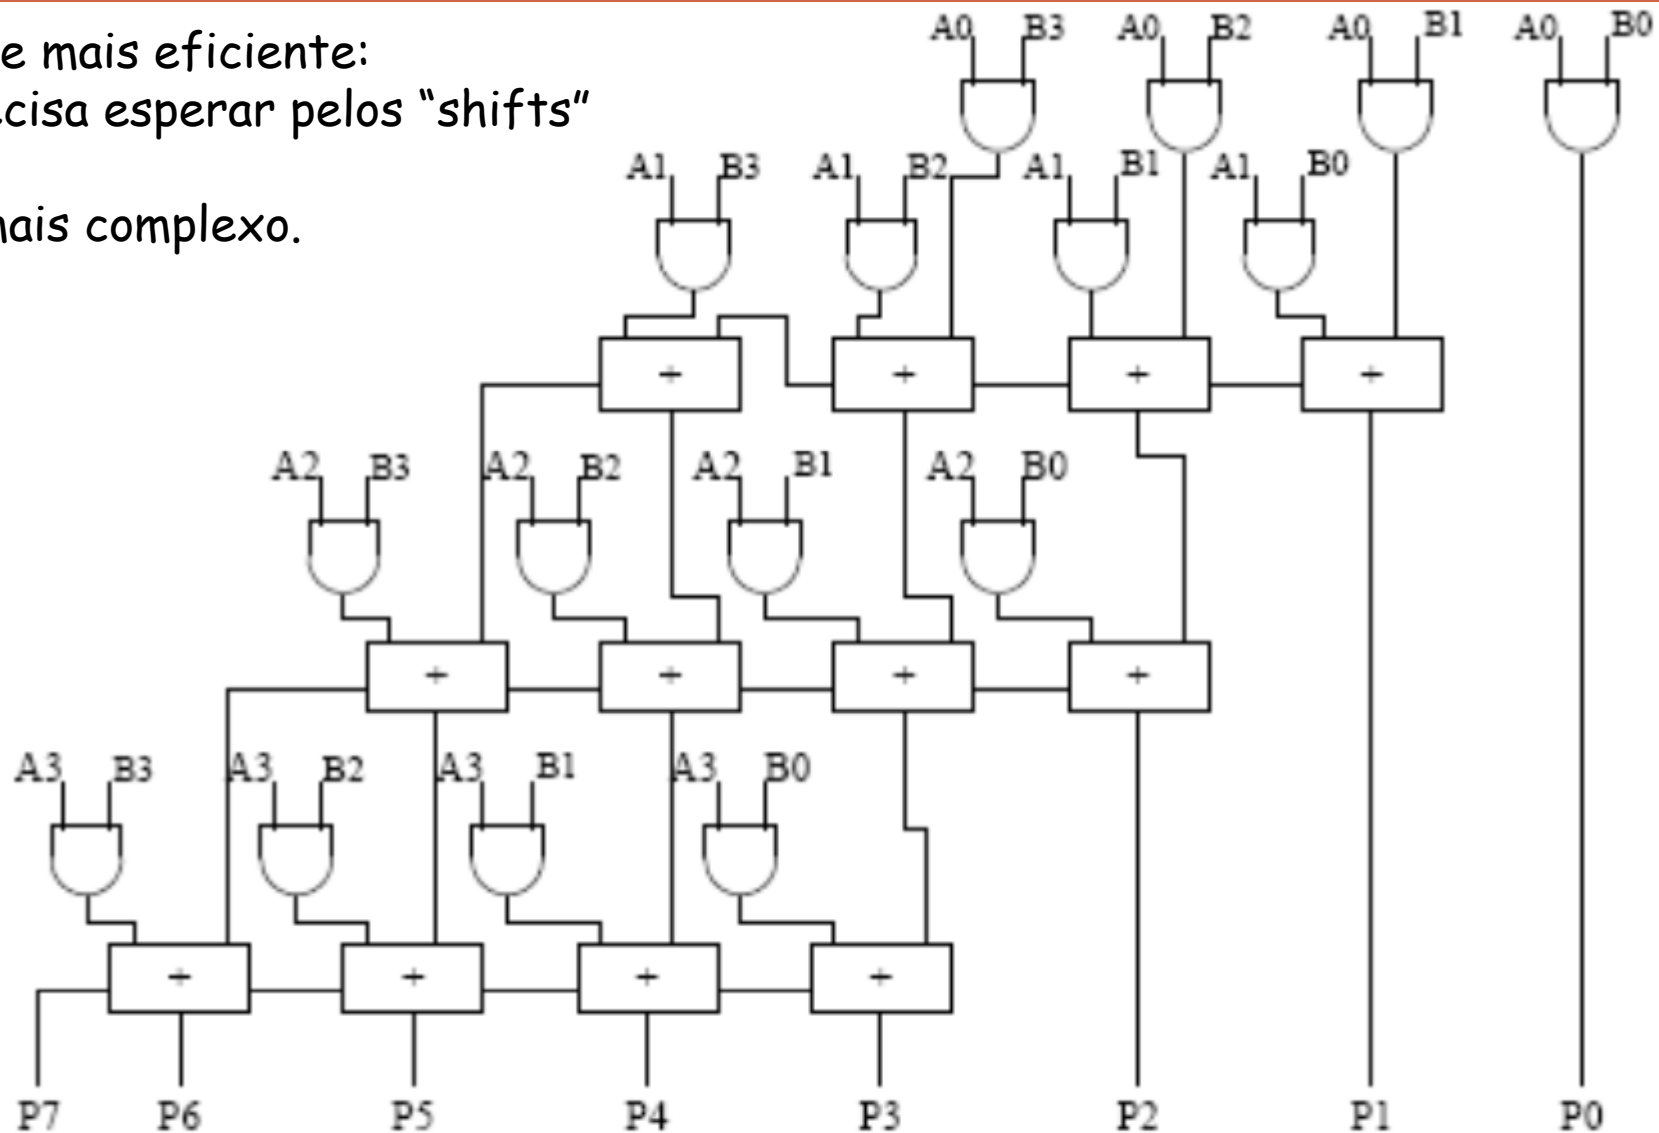 e mais eficiente:
cisa esperar pelos “shifts”
ais complexo.
A0 B3 A0 B2 A0 B1 A0 B0
A1 B3 A1 B2 A1 B1 A1 B0
+ + + +
A2 B3 A2 B2 A2 B1 A2 B0
+ + + +
A3 B3 A3 B2 A3 B1 A3 B0
+ + + +
P7 P6 P5 P4 P3 P2 P1 P0